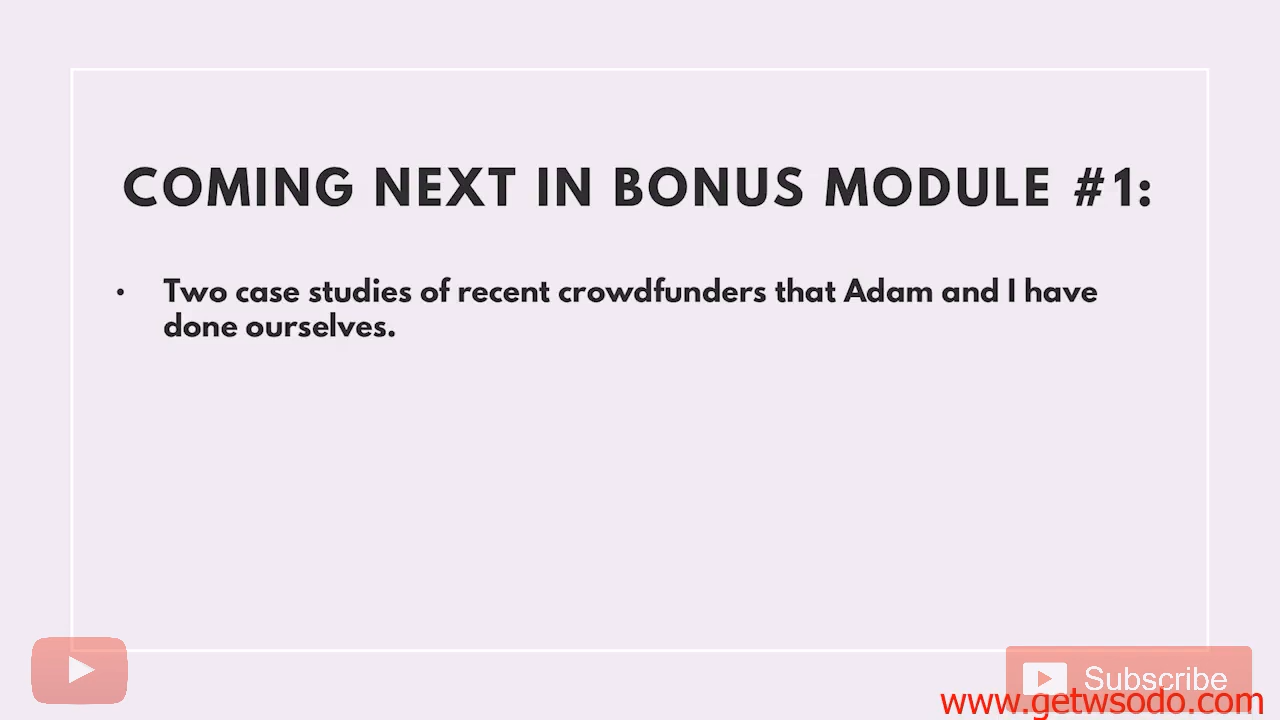 COMING NEXT IN BONUS MODULE #1:
• Two case studies of recent crowdfunders that Adam and I have
done ourselves.
Subscribe
www.getwsodo.com